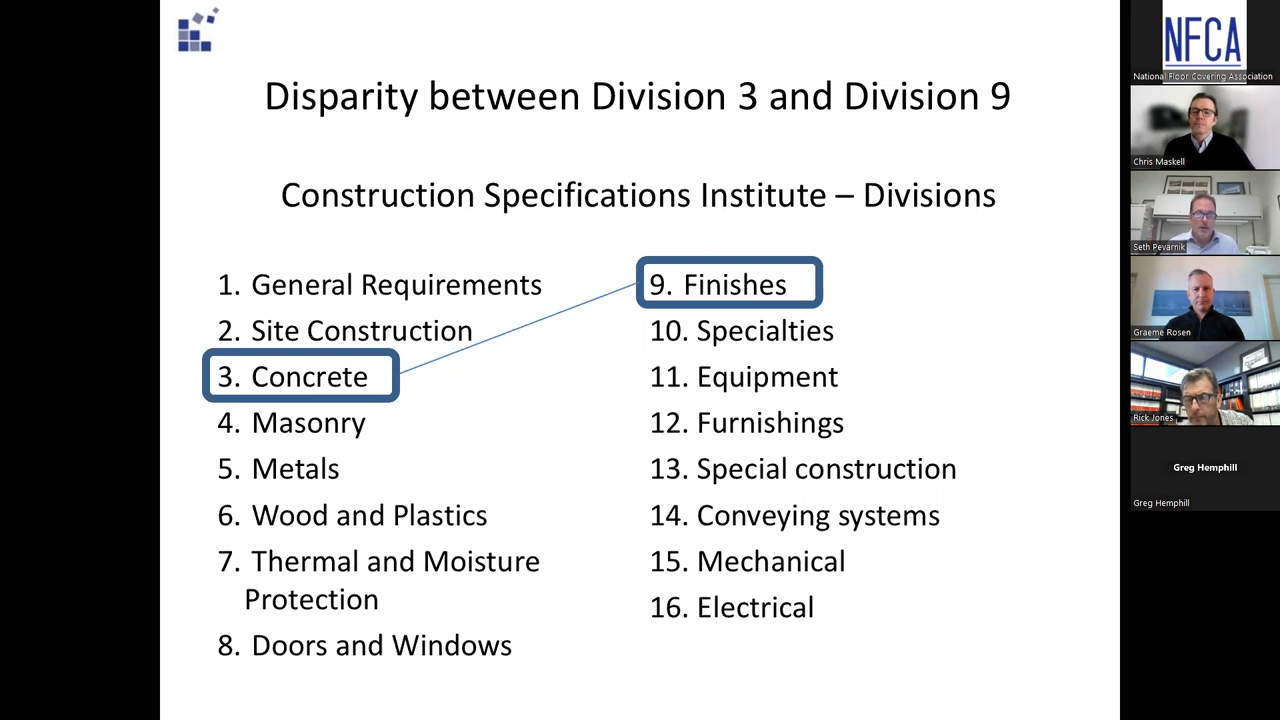 Disparity between Division 3 and Division 9
Construction Specifications Institute – Divisions
1. General Requirements
2. Site Construction
3. Concrete
4. Masonry
5. Metals
6. Wood and Plastics
7. Thermal and Moisture
Protection
8. Doors and Windows
9. Finishes
10. Specialties
11. Equipment
12. Furnishings
13. Special construction
14. Conveying systems
15. Mechanical
16. Electrical
NFCA
National Floor Covering Association
Chris Maskell
Seth Pevarnik
Graeme Rosen
Rick Jones
Greg Hemphill
Greg Hemphill